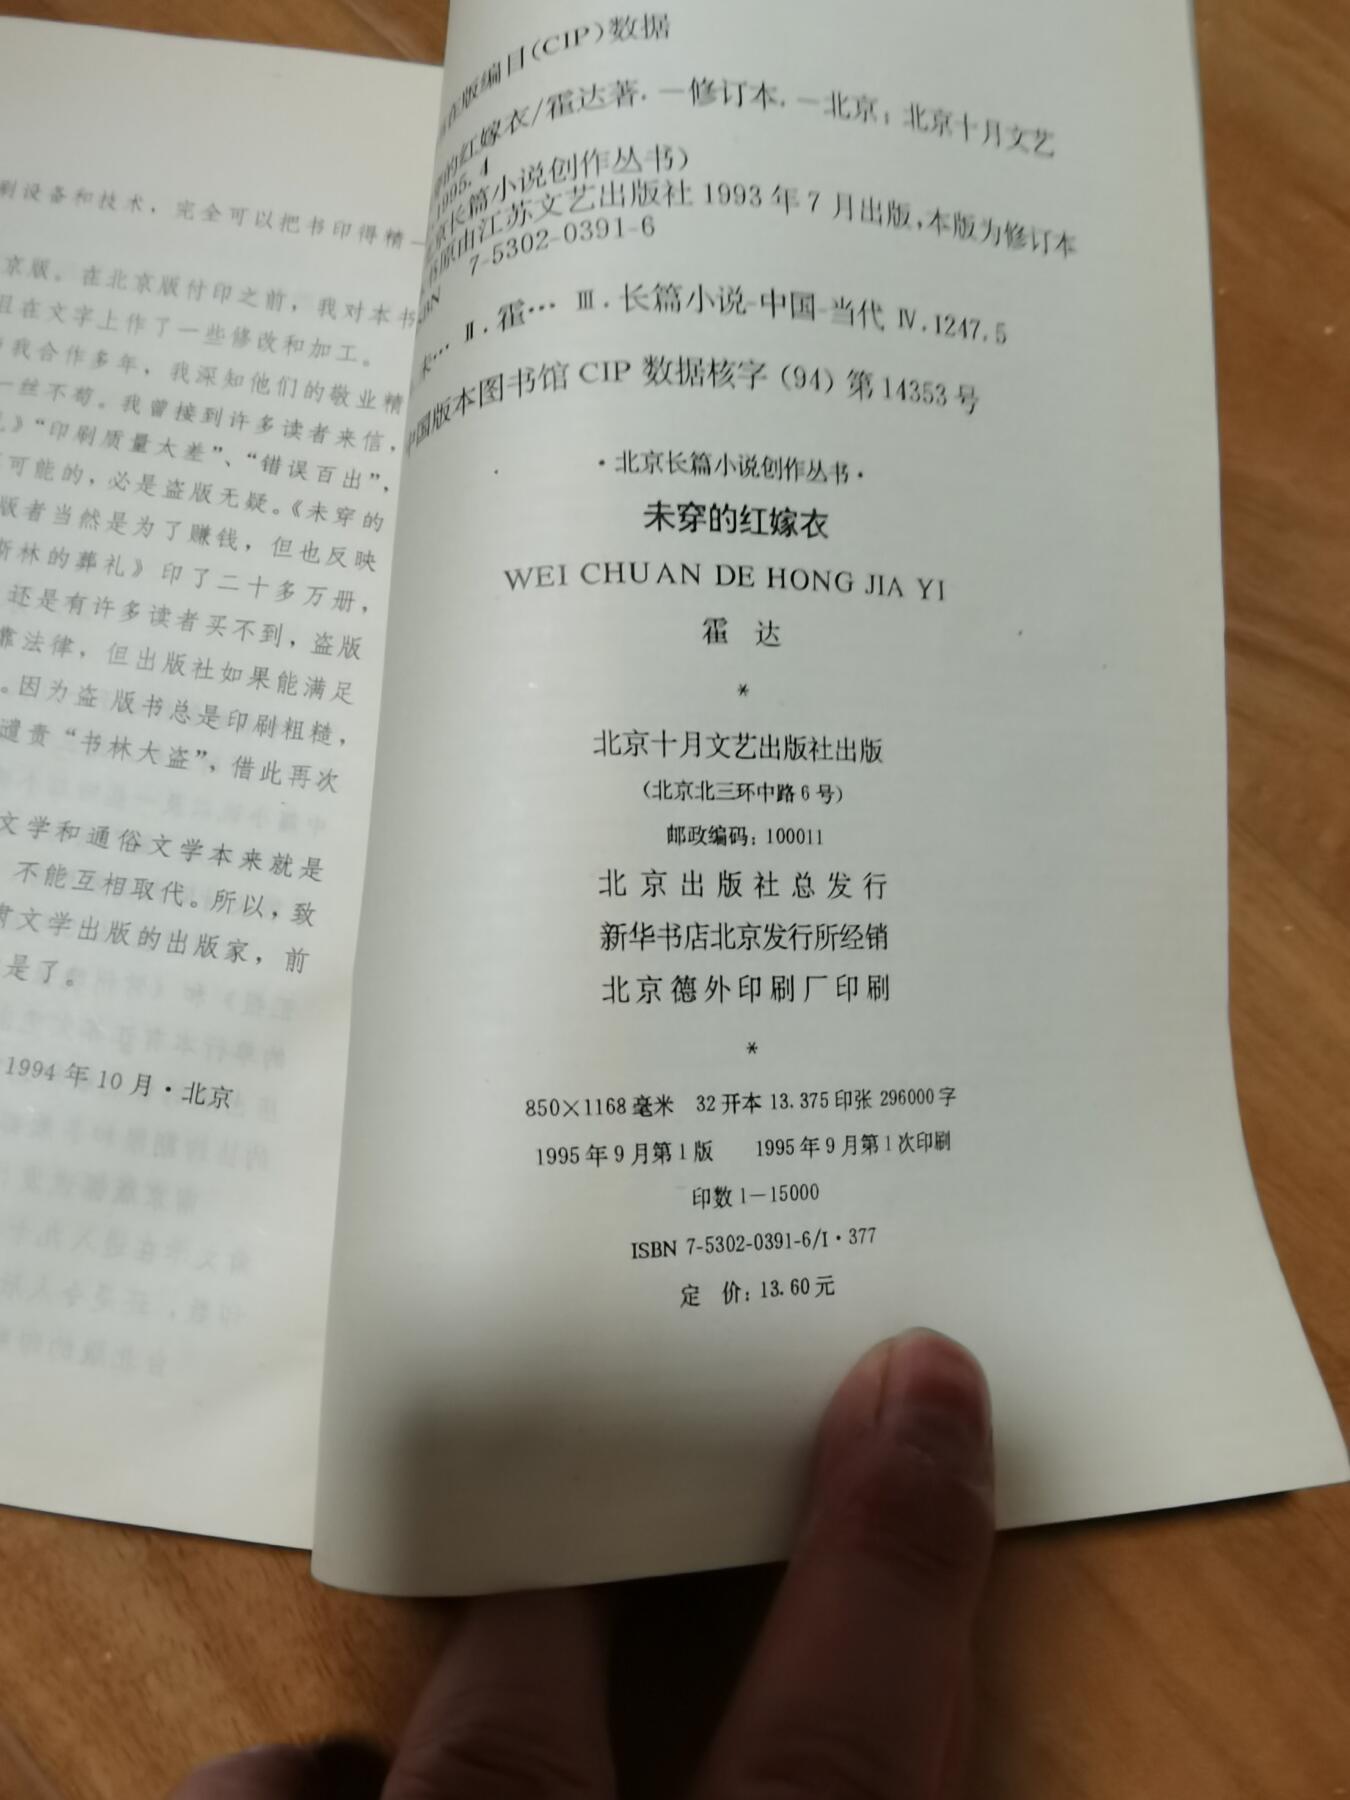 刷设备和技术，完全可以把书印得精一
京版。在北京版付印之前，我对本书
且在文字上作了一些修改和加工。
我合作多年，我深知他们的敬业精
一丝不苟。我曾接到许多读者来信，
》“印刷质量太差”、“错误百出”，
可能的，必是盗版无疑。《未穿的
版者当然是为了赚钱，但也反映
斯林的葬礼》印了二十多万册，
还是有许多读者买不到，盗版
靠法律，但出版社如果能满足
。因为盗版书总是印刷粗糙，
谴责“书林大盗”，借此再次
文学和通俗文学本来就是
不能互相取代。所以，致
肃文学出版的出版家，前
是了。
1994年10月·北京
在版编目(CIP)数据
的红嫁衣/霍达著．—修订本．—北京：北京十月文艺
1995.4
京长篇小说创作丛书)
书原由江苏文艺出版社1993年7月出版，本版为修订本
BN 7-5302-0391-6
未… Ⅱ.霍… Ⅲ.长篇小说-中国-当代 Ⅳ.I247.5
中国版本图书馆CIP数据核字(94)第14353号
·北京长篇小说创作丛书·
未穿的红嫁衣
WEI CHUAN DE HONG JIA YI
霍 达
*
北京十月文艺出版社出版
(北京北三环中路6号)
邮政编码：100011
北京出版社总发行
新华书店北京发行所经销
北京德外印刷厂印刷
*
850×1168毫米 32开本 13.375印张 296000字
1995年9月第1版 1995年9月第1次印刷
印数1—15000
ISBN 7-5302-0391-6/I·377
定 价：13.60元